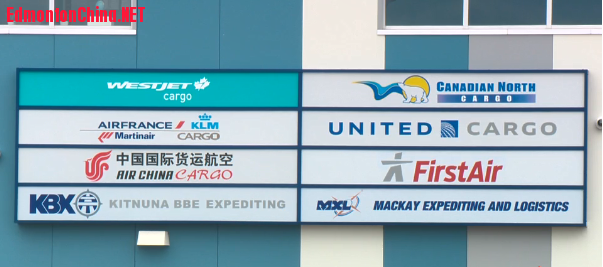 EdmontonChina.NET
WESTJET
cargo
CANADIAN NORTH
CARGO
AIRFRANCE KLM
Martinair CARGO
UNITED CARGO
中国国际货运航空
AIR CHINA CARGO
FirstAir
KBX KITNUNA BBE EXPEDITING
MXL MACKAY EXPEDITING AND LOGISTICS